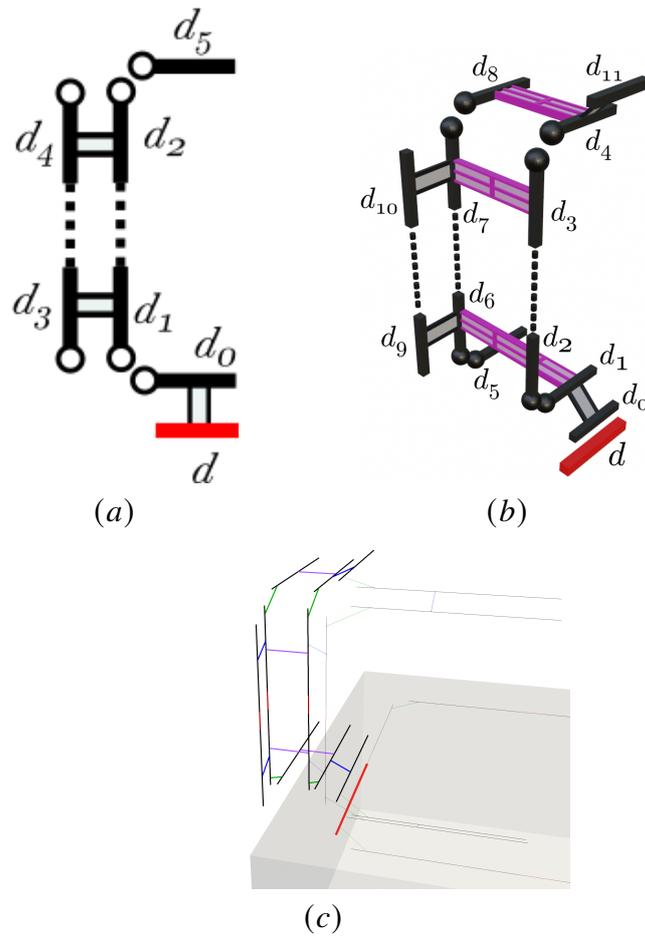 d₅
d₄ d₂
d₃ d₁
d₀
d
(a)
d₈ d₁₁
d₄
d₁₀ d₇ d₃
d₆
d₉ d₅ d₂ d₁
d₀
d
(b)
(c)